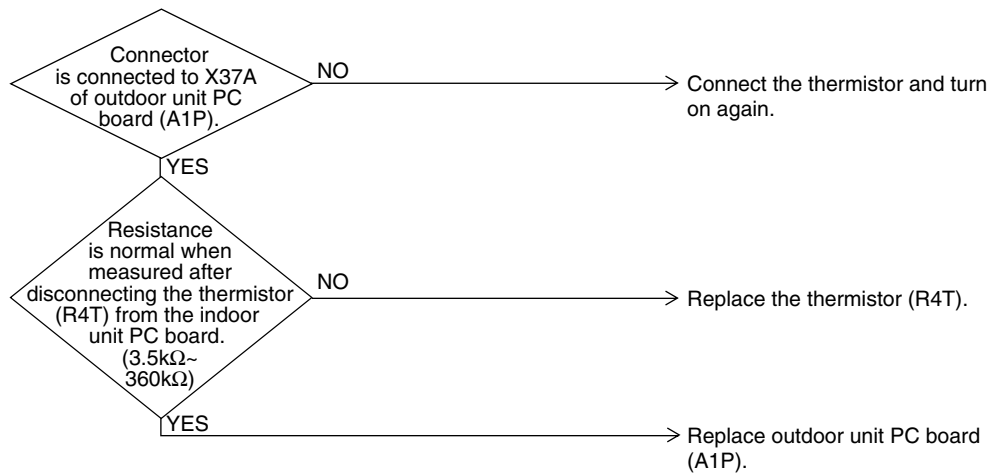 Connector
is connected to X37A
of outdoor unit PC
board (A1P).
NO
Connect the thermistor and turn
on again.
YES
Resistance
is normal when
measured after
disconnecting the thermistor
(R4T) from the indoor
unit PC board.
(3.5kΩ~
360kΩ)
NO
Replace the thermistor (R4T).
YES
Replace outdoor unit PC board
(A1P).